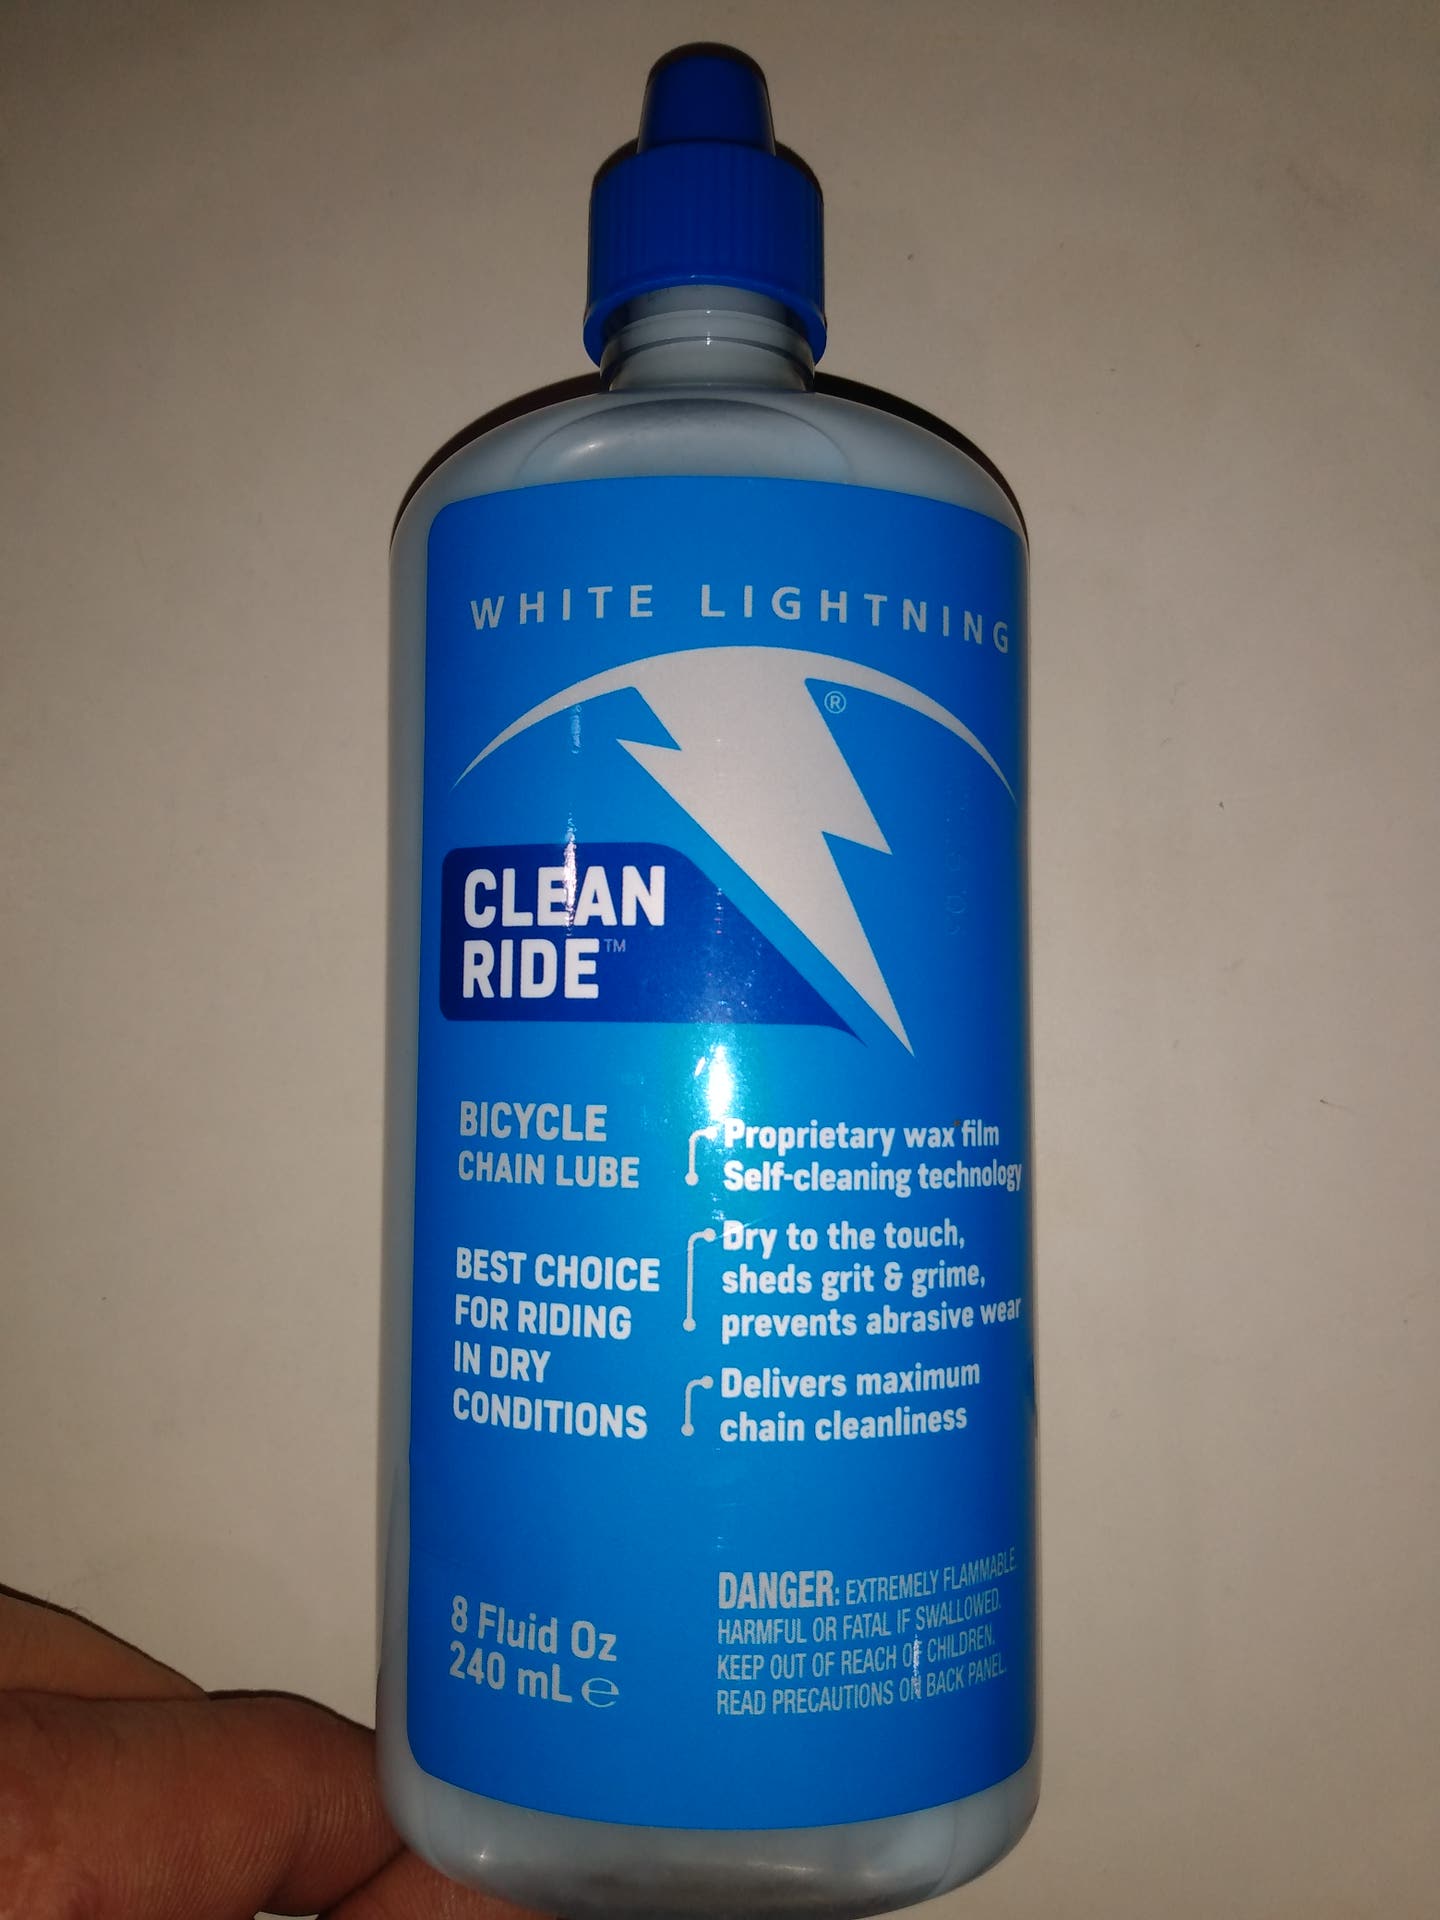 WHITE LIGHTNING
®
CLEAN
RIDE™
BICYCLE
CHAIN LUBE
Proprietary wax film
Self-cleaning technology
BEST CHOICE
FOR RIDING
IN DRY
CONDITIONS
Dry to the touch,
sheds grit & grime,
prevents abrasive wear
Delivers maximum
chain cleanliness
8 Fluid Oz
240 mL ℮
DANGER: EXTREMELY FLAMMABLE.
HARMFUL OR FATAL IF SWALLOWED.
KEEP OUT OF REACH OF CHILDREN.
READ PRECAUTIONS ON BACK PANEL.